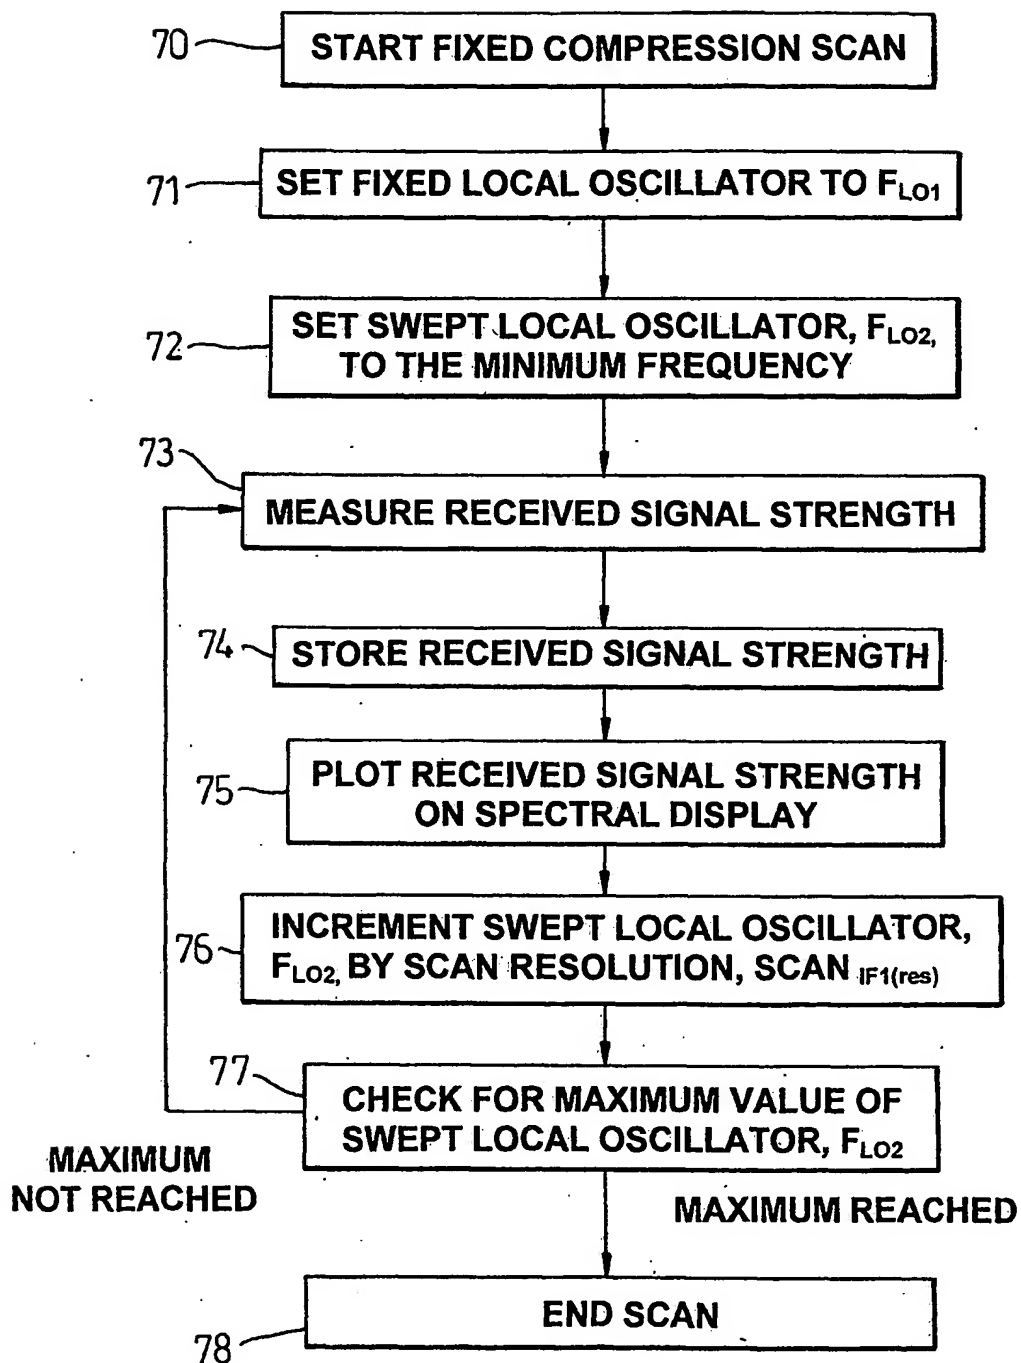 70
START FIXED COMPRESSION SCAN
71
SET FIXED LOCAL OSCILLATOR TO FLO1
72
SET SWEPT LOCAL OSCILLATOR, FLO2,
TO THE MINIMUM FREQUENCY
73
MEASURE RECEIVED SIGNAL STRENGTH
74
STORE RECEIVED SIGNAL STRENGTH
75
PLOT RECEIVED SIGNAL STRENGTH
ON SPECTRAL DISPLAY
76
INCREMENT SWEPT LOCAL OSCILLATOR,
FLO2, BY SCAN RESOLUTION, SCAN IF1(res)
77
CHECK FOR MAXIMUM VALUE OF
SWEPT LOCAL OSCILLATOR, FLO2
MAXIMUM
NOT REACHED
MAXIMUM REACHED
END SCAN
78